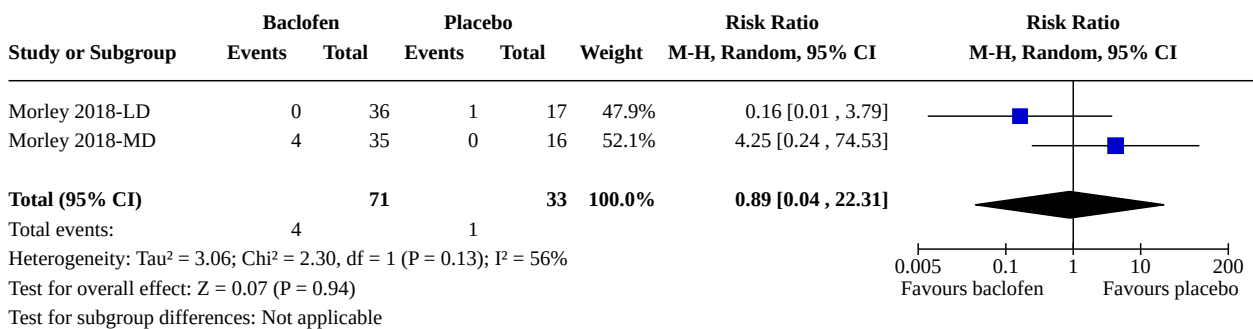 Baclofen Placebo Risk Ratio Risk Ratio
Study or Subgroup Events Total Events Total Weight M-H, Random, 95% CI M-H, Random, 95% CI
Morley 2018-LD 0 36 1 17 47.9% 0.16 [0.01 , 3.79]
Morley 2018-MD 4 35 0 16 52.1% 4.25 [0.24 , 74.53]
Total (95% CI) 71 33 100.0% 0.89 [0.04 , 22.31]
Total events: 4 1
Heterogeneity: Tau² = 3.06; Chi² = 2.30, df = 1 (P = 0.13); I² = 56%
0.005 0.1 1 10 200
Test for overall effect: Z = 0.07 (P = 0.94) Favours baclofen Favours placebo
Test for subgroup differences: Not applicable